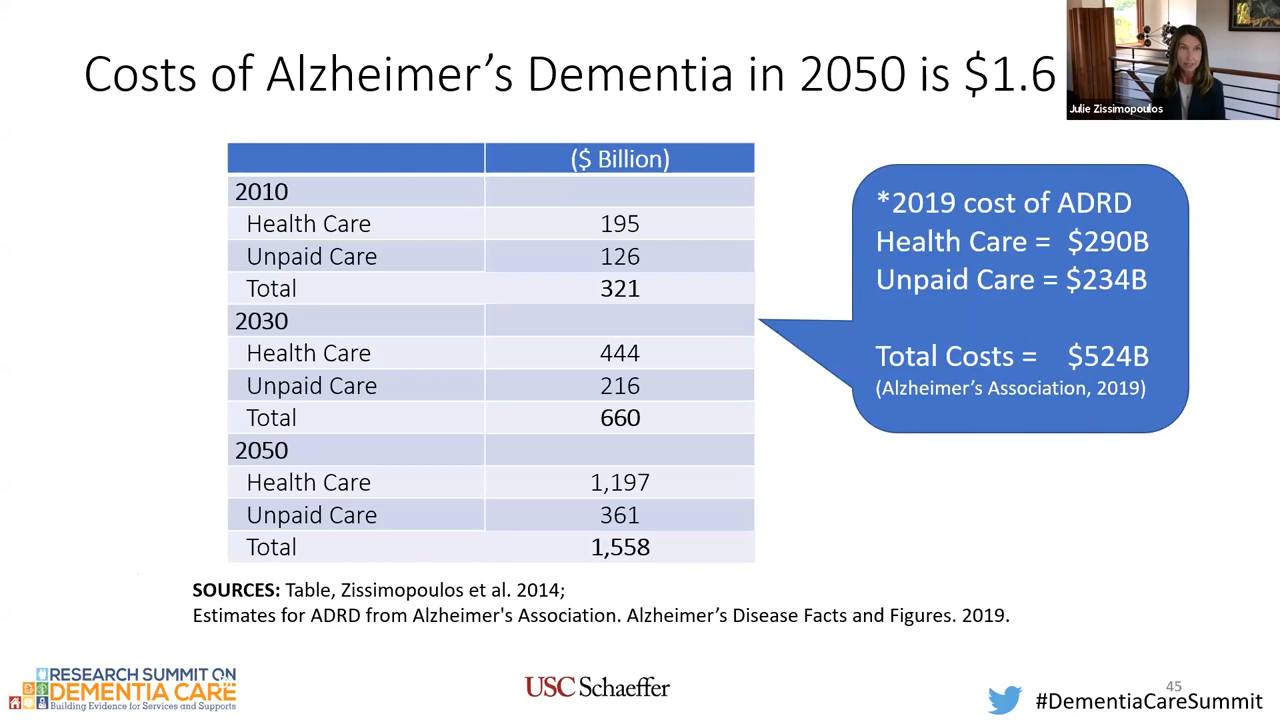 Costs of Alzheimer's Dementia in 2050 is $1.6
Julie Zissimopoulos
($ Billion)
2010
Health Care 195
Unpaid Care 126
Total 321
2030
Health Care 444
Unpaid Care 216
Total 660
2050
Health Care 1,197
Unpaid Care 361
Total 1,558
*2019 cost of ADRD
Health Care = $290B
Unpaid Care = $234B
Total Costs = $524B
(Alzheimer's Association, 2019)
SOURCES: Table, Zissimopoulos et al. 2014;
Estimates for ADRD from Alzheimer's Association. Alzheimer's Disease Facts and Figures. 2019.
RESEARCH SUMMIT ON
DEMENTIA CARE
Building Evidence for Services and Supports
USC Schaeffer
45
#DementiaCareSummit